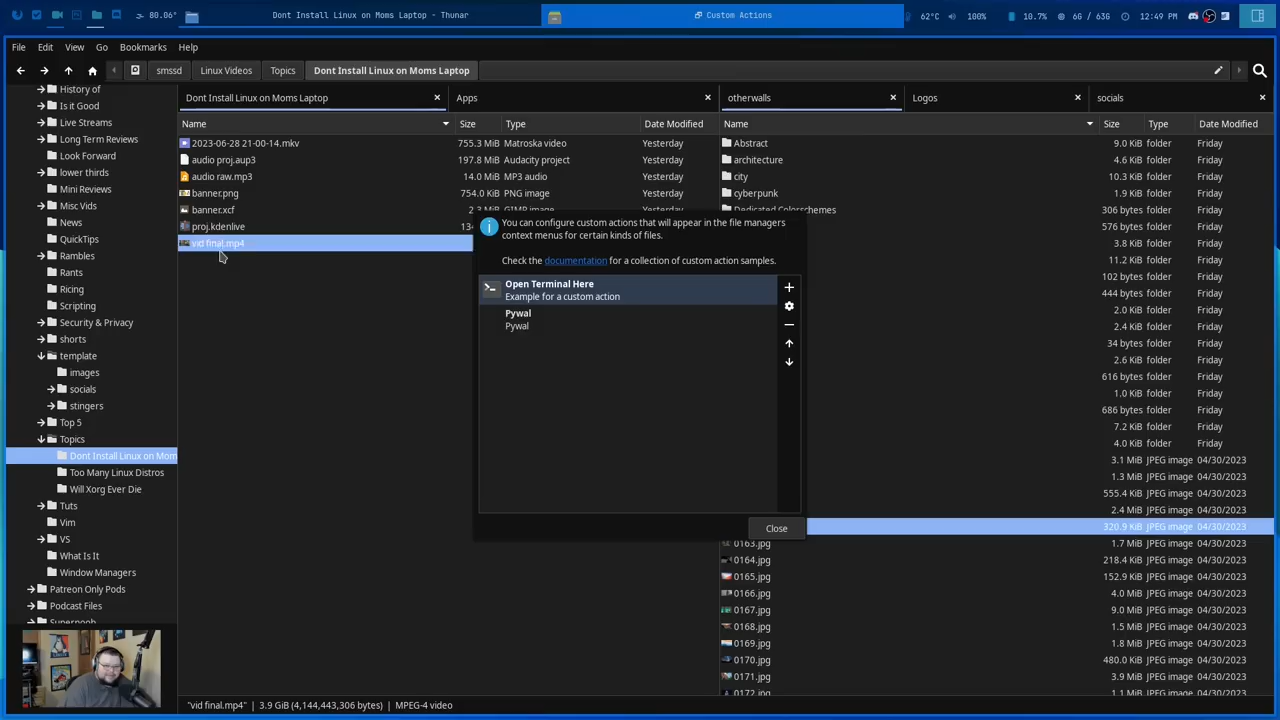 80.06°
Dont Install Linux on Moms Laptop - Thunar
Custom Actions
62°C
100%
10.7%
6G / 63G
12:49 PM
File Edit View Go Bookmarks Help
smssd
Linux Videos
Topics
Dont Install Linux on Moms Laptop
Dont Install Linux on Moms Laptop
Apps
otherwalls
Logos
socials
History of
Is it Good
Live Streams
Long Term Reviews
Look Forward
lower thirds
Mini Reviews
Misc Vids
News
QuickTips
Rambles
Rants
Ricing
Scripting
Security & Privacy
shorts
template
images
socials
stingers
Top 5
Topics
Dont Install Linux on Mom
Too Many Linux Distros
Will Xorg Ever Die
Tuts
Vim
VS
What Is It
Window Managers
Patreon Only Pods
Podcast Files
Supernoob
Name Size Type Date Modified
2023-06-28 21-00-14.mkv 755.3 MiB Matroska video Yesterday
audio proj.aup3 197.8 MiB Audacity project Yesterday
audio raw.mp3 14.0 MiB MP3 audio Yesterday
banner.png 754.0 KiB PNG image Yesterday
banner.xcf
proj.kdenlive
vid final.mp4
You can configure custom actions that will appear in the file managers
context menus for certain kinds of files.
Check the documentation for a collection of custom action samples.
Open Terminal Here
Example for a custom action
Pywal
Pywal
Close
Name Size Type Date Modified
Abstract 9.0 KiB folder Friday
architecture 4.6 KiB folder Friday
city 10.3 KiB folder Friday
cyberpunk 1.9 KiB folder Friday
Dedicated Colorschemes 306 bytes folder Friday
576 bytes folder Friday
3.8 KiB folder Friday
11.2 KiB folder Friday
102 bytes folder Friday
444 bytes folder Friday
2.0 KiB folder Friday
2.4 KiB folder Friday
34 bytes folder Friday
2.6 KiB folder Friday
616 bytes folder Friday
1.0 KiB folder Friday
686 bytes folder Friday
7.2 KiB folder Friday
4.0 KiB folder Friday
3.1 MiB JPEG image 04/30/2023
1.3 MiB JPEG image 04/30/2023
555.4 KiB JPEG image 04/30/2023
2.4 MiB JPEG image 04/30/2023
320.9 KiB JPEG image 04/30/2023
0163.jpg 1.7 MiB JPEG image 04/30/2023
0164.jpg 218.4 KiB JPEG image 04/30/2023
0165.jpg 152.9 KiB JPEG image 04/30/2023
0166.jpg 4.0 MiB JPEG image 04/30/2023
0167.jpg 9.0 MiB JPEG image 04/30/2023
0168.jpg 1.5 MiB JPEG image 04/30/2023
0169.jpg 1.8 MiB JPEG image 04/30/2023
0170.jpg 480.0 KiB JPEG image 04/30/2023
0171.jpg 3.9 MiB JPEG image 04/30/2023
0172.jpg 1.1 MiB JPEG image 04/30/2023
"vid final.mp4" | 3.9 GiB (4,144,443,306 bytes) | MPEG-4 video